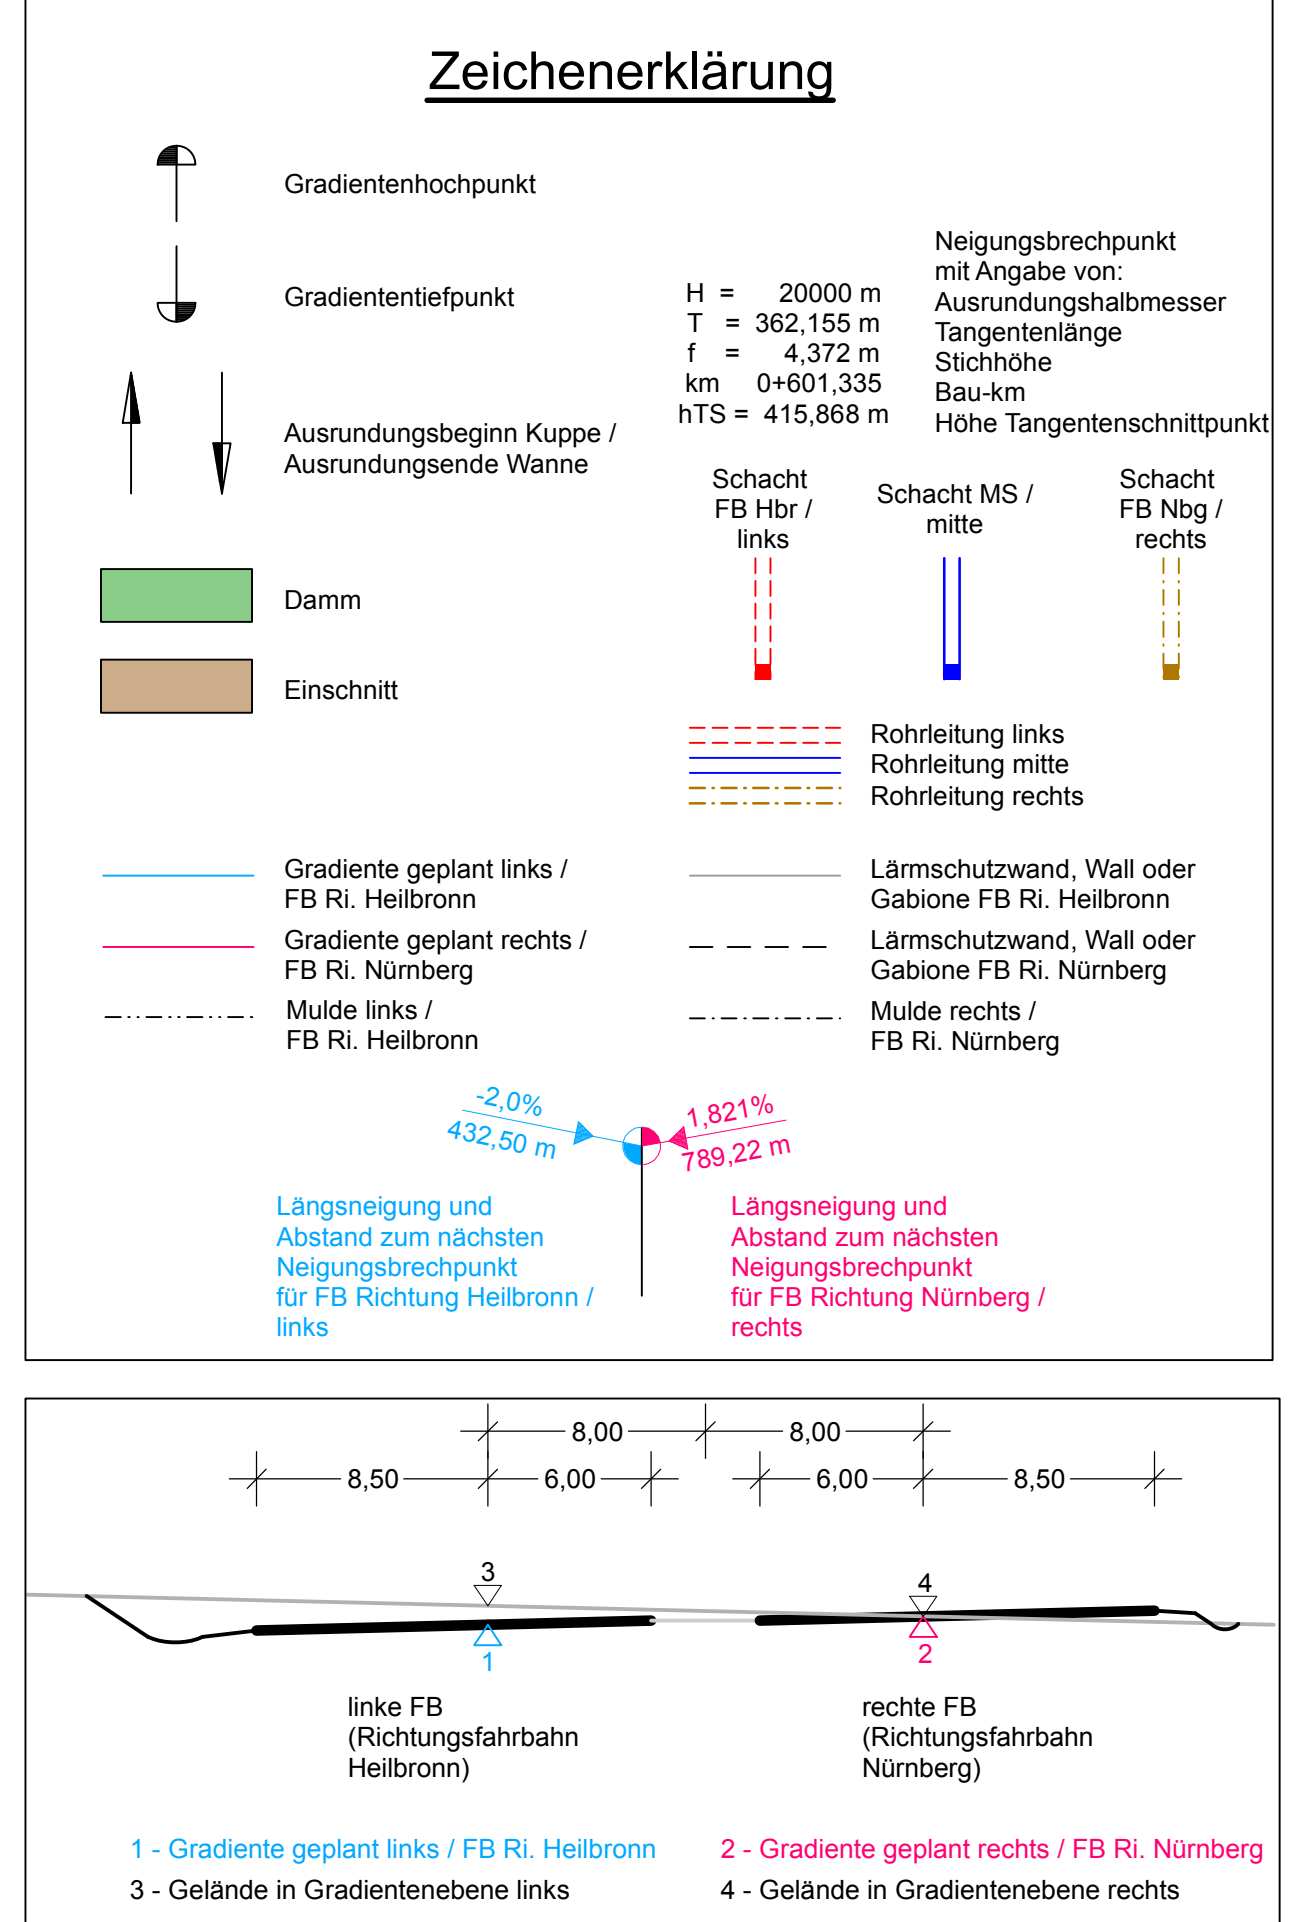 Zeichenerklärung
Gradientenhochpunkt
Gradiententiefpunkt
Ausrundungsbeginn Kuppe /
Ausrundungsende Wanne
H = 20000 m
T = 362,155 m
f = 4,372 m
km 0+601,335
hTS = 415,868 m
Neigungsbrechpunkt
mit Angabe von:
Ausrundungshalbmesser
Tangentenlänge
Stichhöhe
Bau-km
Höhe Tangentenschnittpunkt
Damm
Einschnitt
Schacht
FB Hbr /
links
Schacht MS /
mitte
Schacht
FB Nbg /
rechts
Rohrleitung links
Rohrleitung mitte
Rohrleitung rechts
Gradiente geplant links /
FB Ri. Heilbronn
Gradiente geplant rechts /
FB Ri. Nürnberg
Mulde links /
FB Ri. Heilbronn
Lärmschutzwand, Wall oder
Gabione FB Ri. Heilbronn
Lärmschutzwand, Wall oder
Gabione FB Ri. Nürnberg
Mulde rechts /
FB Ri. Nürnberg
-2,0%
432,50 m
1,821%
789,22 m
Längsneigung und
Abstand zum nächsten
Neigungsbrechpunkt
für FB Richtung Heilbronn /
links
Längsneigung und
Abstand zum nächsten
Neigungsbrechpunkt
für FB Richtung Nürnberg /
rechts
8,00 8,00
8,50 6,00 6,00 8,50
3
4
1
2
linke FB
(Richtungsfahrbahn
Heilbronn)
rechte FB
(Richtungsfahrbahn
Nürnberg)
1 - Gradiente geplant links / FB Ri. Heilbronn
2 - Gradiente geplant rechts / FB Ri. Nürnberg
3 - Gelände in Gradientenebene links
4 - Gelände in Gradientenebene rechts